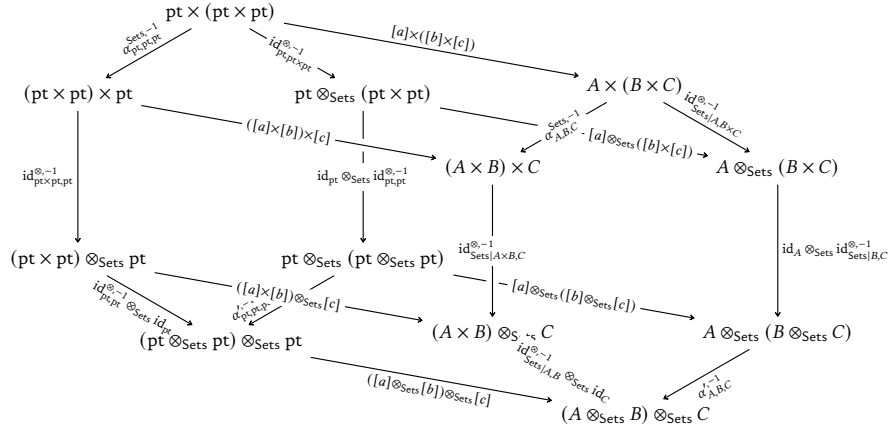 pt × (pt × pt)
α^{Sets,-1}_{pt,pt,pt}
id^{⊗,-1}_{pt,pt×pt}
[a]×([b]×[c])
(pt × pt) × pt
pt ⊗_{Sets} (pt × pt)
A × (B × C)
α^{Sets,-1}_{A,B,C}
id^{⊗,-1}_{Sets|A,B×C}
([a]×[b])×[c]
[a]⊗_{Sets}([b]×[c])
(A × B) × C
A ⊗_{Sets} (B × C)
id^{⊗,-1}_{pt×pt,pt}
id_{pt} ⊗_{Sets} id^{⊗,-1}_{pt,pt}
id^{⊗,-1}_{Sets|A×B,C}
id_A ⊗_{Sets} id^{⊗,-1}_{Sets|B,C}
(pt × pt) ⊗_{Sets} pt
pt ⊗_{Sets} (pt ⊗_{Sets} pt)
id^{⊗,-1}_{pt,pt} ⊗_{Sets} id_{pt}
([a]×[b])⊗_{Sets}[c]
[a]⊗_{Sets}([b]⊗_{Sets}[c])
(pt ⊗_{Sets} pt) ⊗_{Sets} pt
(A × B) ⊗_{Sets} C
A ⊗_{Sets} (B ⊗_{Sets} C)
id^{⊗,-1}_{Sets|A,B} ⊗_{Sets} id_C
α'^{,-1}_{A,B,C}
([a]⊗_{Sets}[b])⊗_{Sets}[c]
(A ⊗_{Sets} B) ⊗_{Sets} C